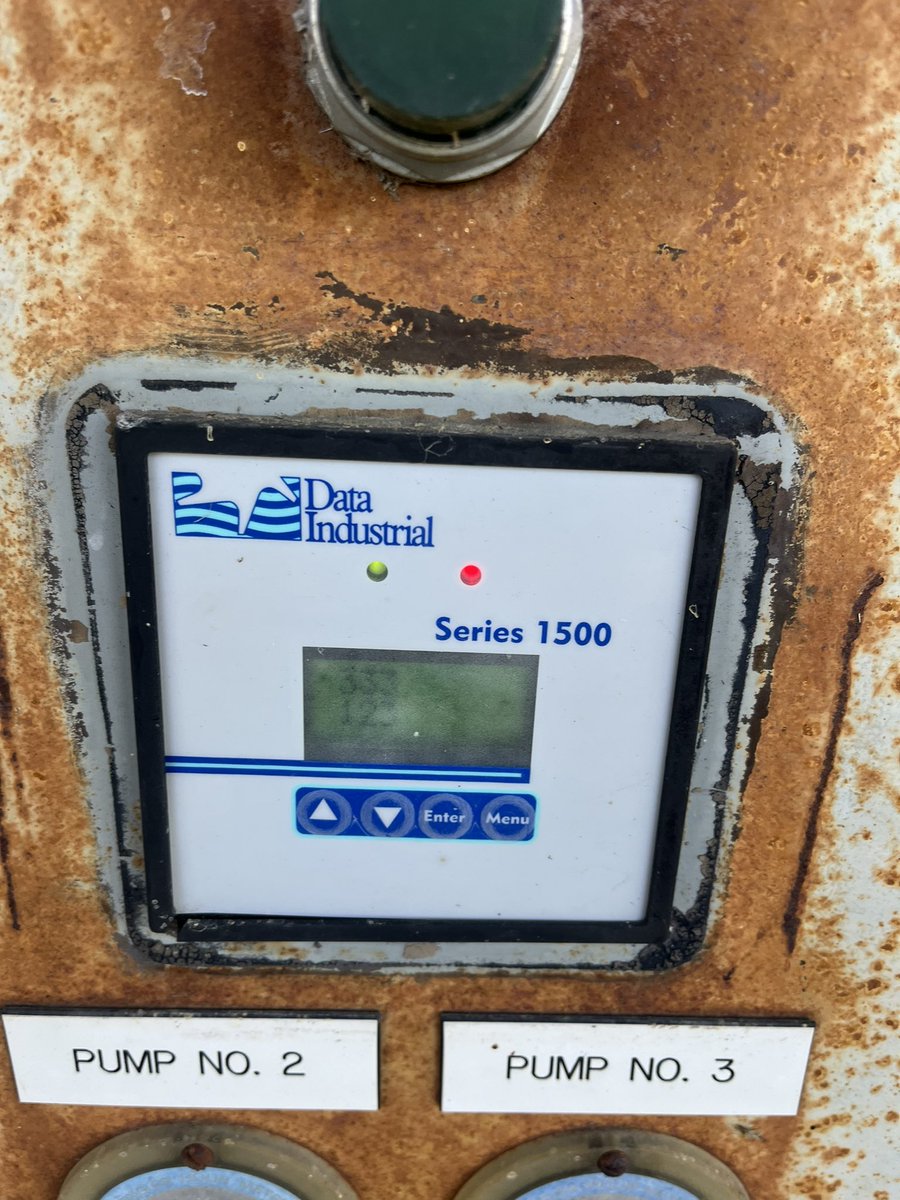 Data
Industrial
Series 1500
Enter Menu
PUMP NO. 2
PUMP NO. 3